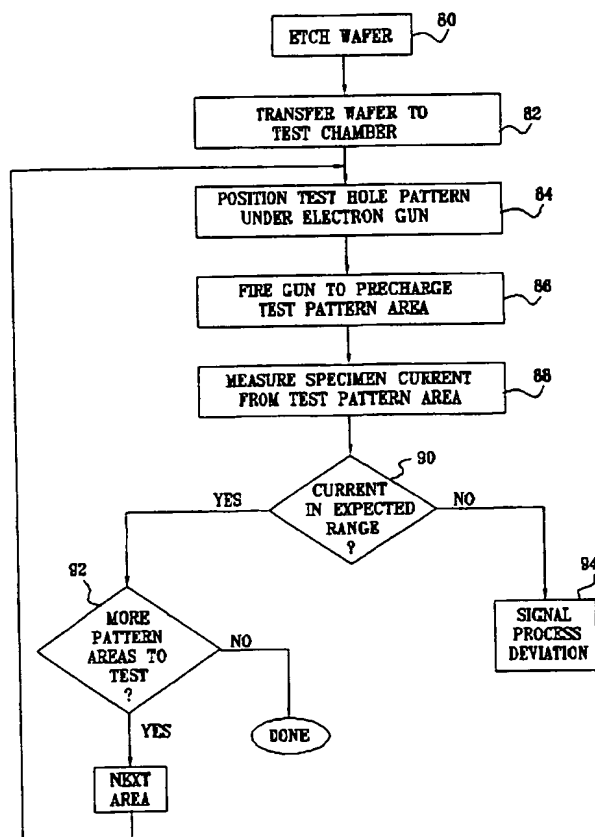 ETCH WAFER
80
TRANSFER WAFER TO
TEST CHAMBER
82
POSITION TEST HOLE PATTERN
UNDER ELECTRON GUN
84
FIRE GUN TO PRECHARGE
TEST PATTERN AREA
86
MEASURE SPECIMEN CURRENT
FROM TEST PATTERN AREA
88
90
CURRENT
IN EXPECTED
RANGE
?
YES
NO
92
MORE
PATTERN
AREAS TO
TEST
?
NO
94
SIGNAL
PROCESS
DEVIATION
YES
DONE
NEXT
AREA